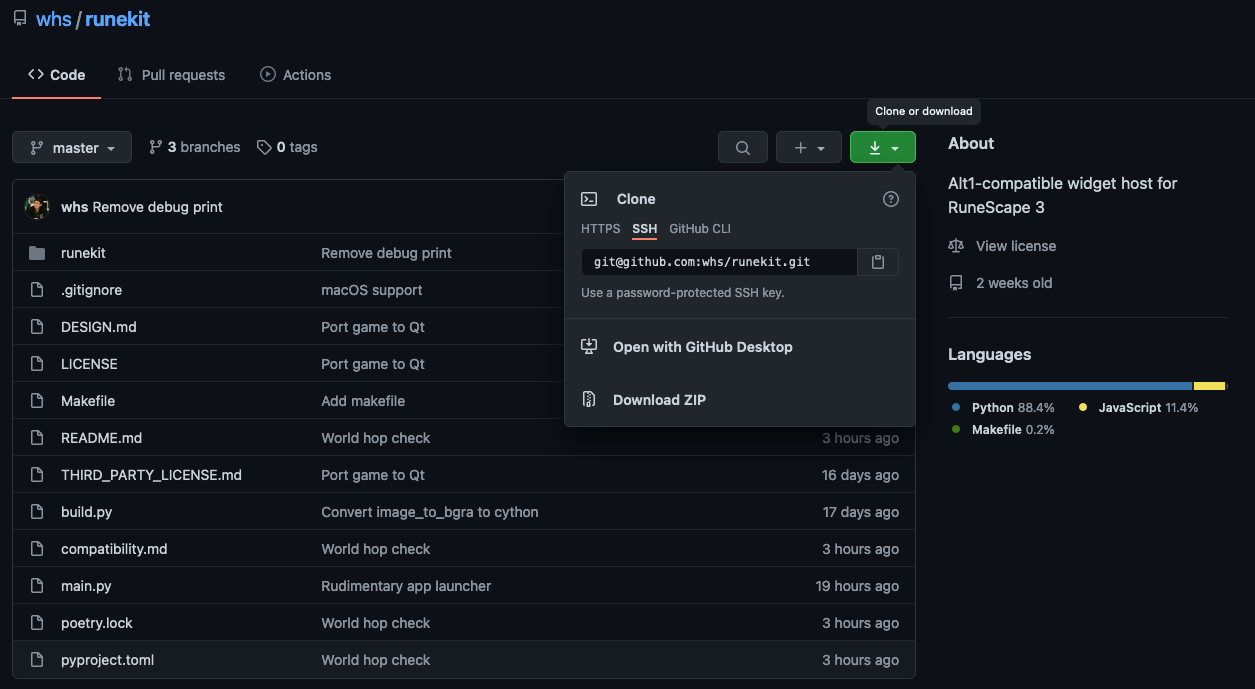 whs / runekit
Code Pull requests Actions
Clone or download
master 3 branches 0 tags
About
Alt1-compatible widget host for
RuneScape 3
View license
2 weeks old
Languages
Python 88.4% JavaScript 11.4%
Makefile 0.2%
Clone
HTTPS SSH GitHub CLI
git@github.com:whs/runekit.git
Use a password-protected SSH key.
Open with GitHub Desktop
Download ZIP
whs Remove debug print
runekit Remove debug print
.gitignore macOS support
DESIGN.md Port game to Qt
LICENSE Port game to Qt
Makefile Add makefile
README.md World hop check 3 hours ago
THIRD_PARTY_LICENSE.md Port game to Qt 16 days ago
build.py Convert image_to_bgra to cython 17 days ago
compatibility.md World hop check 3 hours ago
main.py Rudimentary app launcher 19 hours ago
poetry.lock World hop check 3 hours ago
pyproject.toml World hop check 3 hours ago